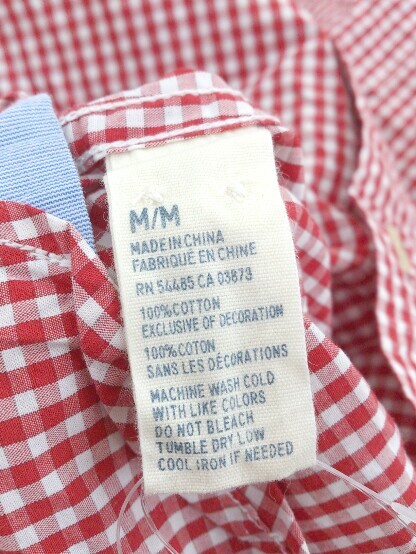 M/M
MADE IN CHINA
FABRIQUÉ EN CHINE
RN 54485 CA 03873
100%COTTON
EXCLUSIVE OF DECORATION
100%COTON
SANS LES DÉCORATIONS
MACHINE WASH COLD
WITH LIKE COLORS
DO NOT BLEACH
TUMBLE DRY LOW
COOL IRON IF NEEDED